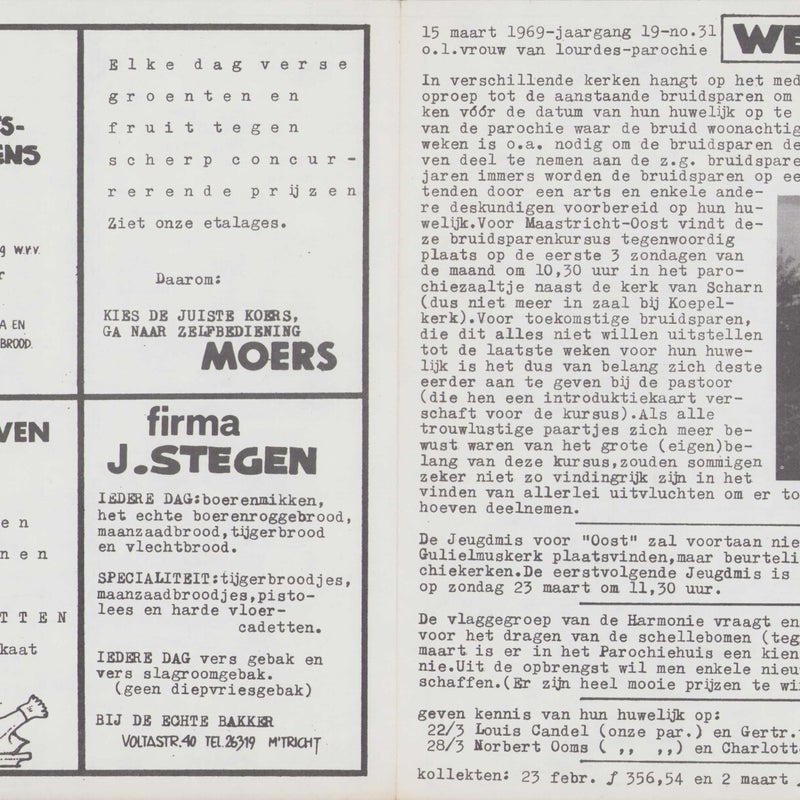 TS-
ENS
W.V.V.
A EN
BROOD.
VEN
en
nen
TTEN
kaat
Elke dag verse
groenten en
fruit tegen
scherp concur-
rerende prijzen
Ziet onze etalages.
Daarom:
KIES DE JUISTE KOERS,
GA NAAR ZELFBEDIENING
MOERS
firma
J.STEGEN
IEDERE DAG:boerenmikken,
het echte boerenroggebrood,
maanzaadbrood,tijgerbrood
en vlechtbrood.
SPECIALITEIT:tijgerbroodjes,
maanzaadbroodjes,pisto-
lees en harde vloer-
cadetten.
IEDERE DAG vers gebak en
vers slagroomgebak.
(geen diepvriesgebak)
BIJ DE ECHTE BAKKER
VOLTASTR.40 TEL.26319 M'TRICHT
15 maart 1969-jaargang 19-no.31
o.l.vrouw van lourdes-parochie
WE
In verschillende kerken hangt op het med
oproep tot de aanstaande bruidsparen om
ken vóór de datum van hun huwelijk op te
van de parochie waar de bruid woonachtig
weken is o.a. nodig om de bruidsparen de
ven deel te nemen aan de z.g. bruidspare
jaren immers worden de bruidsparen op ee
tenden door een arts en enkele ande-
re deskundigen voorbereid op hun hu-
welijk.Voor Maastricht-Oost vindt de-
ze bruidsparenkursus tegenwoordig
plaats op de eerste 3 zondagen van
de maand om 10,30 uur in het paro-
chiezaaltje naast de kerk van Scharn
(dus niet meer in zaal bij Koepel-
kerk).Voor toekomstige bruidsparen,
die dit alles niet willen uitstellen
tot de laatste weken voor hun huwe-
lijk is het dus van belang zich deste
eerder aan te geven bij de pastoor
(die hen een introduktiekaart ver-
schaft voor de kursus).Als alle
trouwlustige paartjes zich meer be-
wust waren van het grote (eigen)be-
lang van deze kursus,zouden sommigen
zeker niet zo vindingrijk zijn in het
vinden van allerlei uitvluchten om er to
hoeven deelnemen.
De Jeugdmis voor "Oost" zal voortaan nie
Gulielmuskerk plaatsvinden,maar beurteli
chiekerken.De eerstvolgende Jeugdmis is
op zondag 23 maart om 11,30 uur.
De vlaggegroep van de Harmonie vraagt en
voor het dragen van de schellebomen (teg
maart is er in het Parochiehuis een kien
nie.Uit de opbrengst wil men enkele nieu
schaffen.(Er zijn heel mooie prijzen te wi
geven kennis van hun huwelijk op:
22/3 Louis Candel (onze par.) en Gertr.
28/3 Norbert Ooms ( ,, ,,) en Charlott
kollekten: 23 febr. ƒ 356,54 en 2 maart